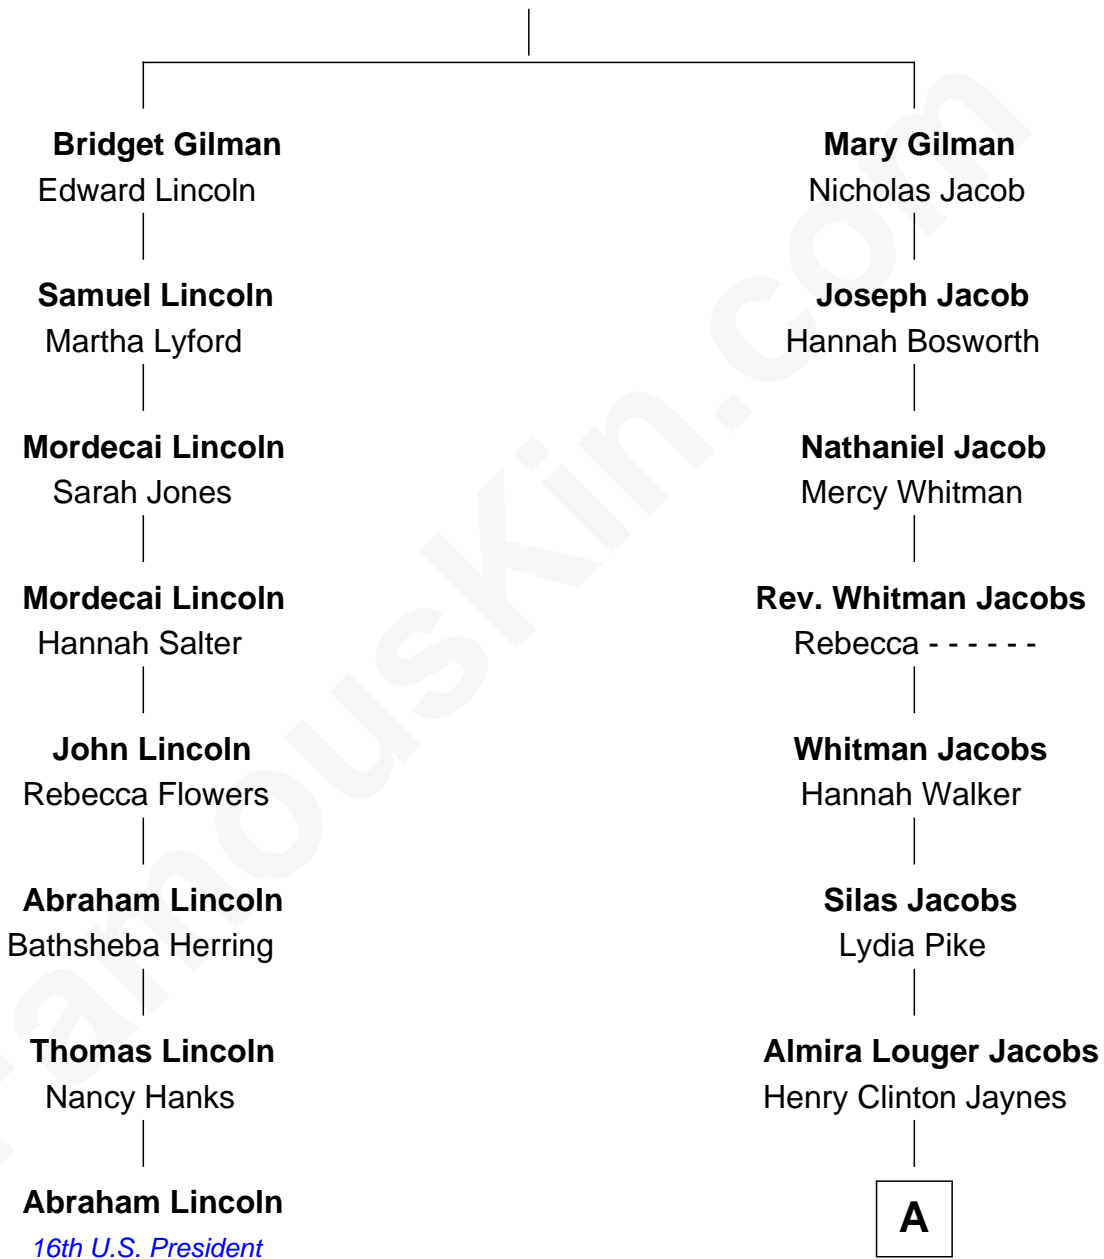 Bridget Gilman
Edward Lincoln
Samuel Lincoln
Martha Lyford
Mordecai Lincoln
Sarah Jones
Mordecai Lincoln
Hannah Salter
John Lincoln
Rebecca Flowers
Abraham Lincoln
Bathsheba Herring
Thomas Lincoln
Nancy Hanks
Abraham Lincoln
16th U.S. President
Mary Gilman
Nicholas Jacob
Joseph Jacob
Hannah Bosworth
Nathaniel Jacob
Mercy Whitman
Rev. Whitman Jacobs
Rebecca - - - - - -
Whitman Jacobs
Hannah Walker
Silas Jacobs
Lydia Pike
Almira Louger Jacobs
Henry Clinton Jaynes
A
FamousKin.com